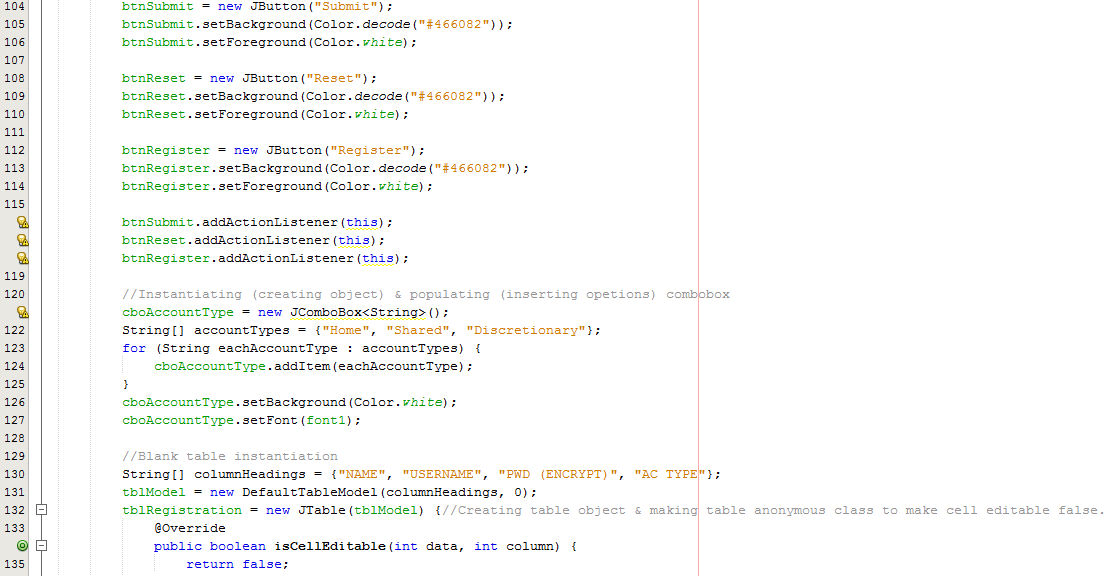 104 btnSubmit = new JButton("Submit");
105 btnSubmit.setBackground(Color.decode("#466082"));
106 btnSubmit.setForeground(Color.white);
107
108 btnReset = new JButton("Reset");
109 btnReset.setBackground(Color.decode("#466082"));
110 btnReset.setForeground(Color.white);
111
112 btnRegister = new JButton("Register");
113 btnRegister.setBackground(Color.decode("#466082"));
114 btnRegister.setForeground(Color.white);
115
btnSubmit.addActionListener(this);
btnReset.addActionListener(this);
btnRegister.addActionListener(this);
119
120 //Instantiating (creating object) & populating (inserting opetions) combobox
cboAccountType = new JComboBox<String>();
122 String[] accountTypes = {"Home", "Shared", "Discretionary"};
123 for (String eachAccountType : accountTypes) {
124 cboAccountType.addItem(eachAccountType);
125 }
126 cboAccountType.setBackground(Color.white);
127 cboAccountType.setFont(font1);
128
129 //Blank table instantiation
130 String[] columnHeadings = {"NAME", "USERNAME", "PWD (ENCRYPT)", "AC TYPE"};
131 tblModel = new DefaultTableModel(columnHeadings, 0);
132 tblRegistration = new JTable(tblModel) {//Creating table object & making table anonymous class to make cell editable false.
133 @Override
public boolean isCellEditable(int data, int column) {
135 return false;